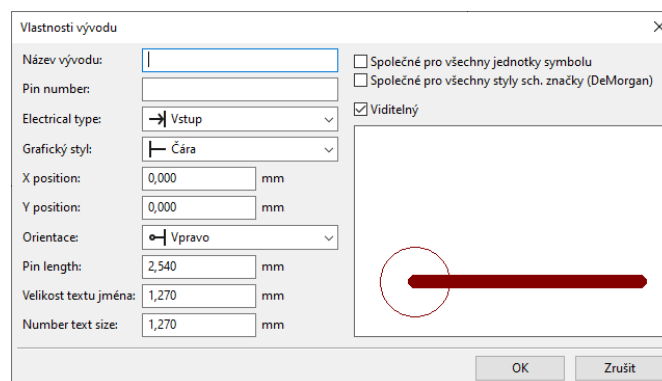 Vlastnosti vývodu
Název vývodu:
Pin number:
Electrical type: Vstup
Grafický styl: Čára
X position: 0,000 mm
Y position: 0,000 mm
Orientace: Vpravo
Pin length: 2,540 mm
Velikost textu jména: 1,270 mm
Number text size: 1,270 mm
Společné pro všechny jednotky symbolu
Společné pro všechny styly sch. značky (DeMorgan)
Viditelný
OK Zrušit